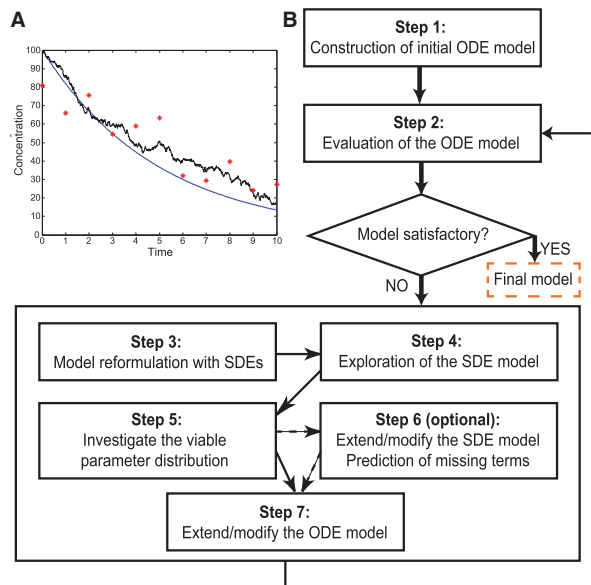 A
100
90
80
70
60
50
40
30
20
10
0
Concentration
0 1 2 3 4 5 6 7 8 9 10
Time
B
Step 1:
Construction of initial ODE model
Step 2:
Evaluation of the ODE model
Model satisfactory?
YES
Final model
NO
Step 3:
Model reformulation with SDEs
Step 4:
Exploration of the SDE model
Step 5:
Investigate the viable
parameter distribution
Step 6 (optional):
Extend/modify the SDE model
Prediction of missing terms
Step 7:
Extend/modify the ODE model